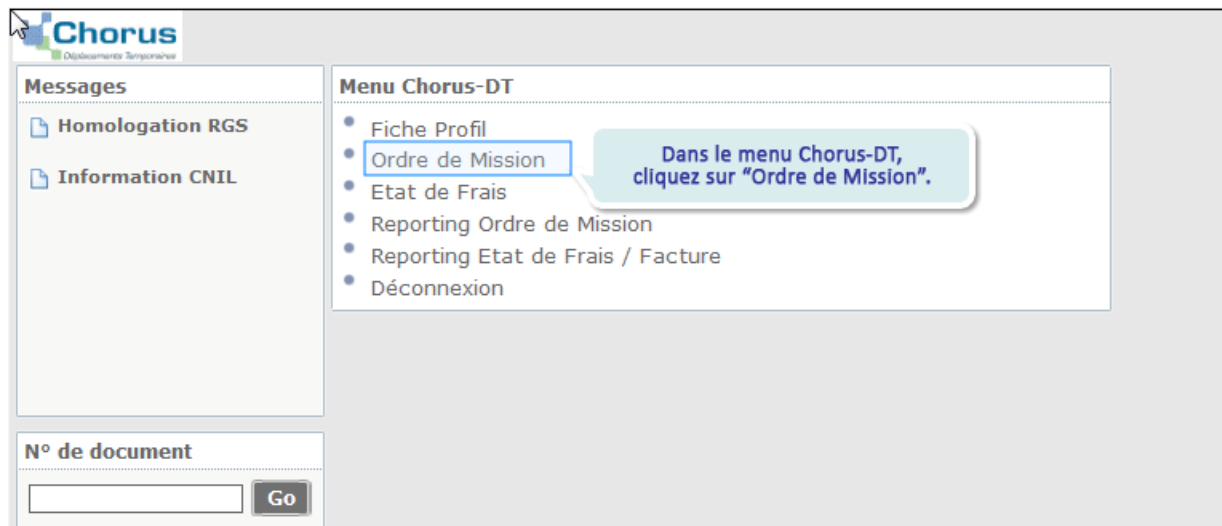 Chorus
Déplacements Temporaires
Messages
Homologation RGS
Information CNIL
Menu Chorus-DT
Fiche Profil
Ordre de Mission
Etat de Frais
Reporting Ordre de Mission
Reporting Etat de Frais / Facture
Déconnexion
Dans le menu Chorus-DT,
cliquez sur “Ordre de Mission”.
N° de document
Go